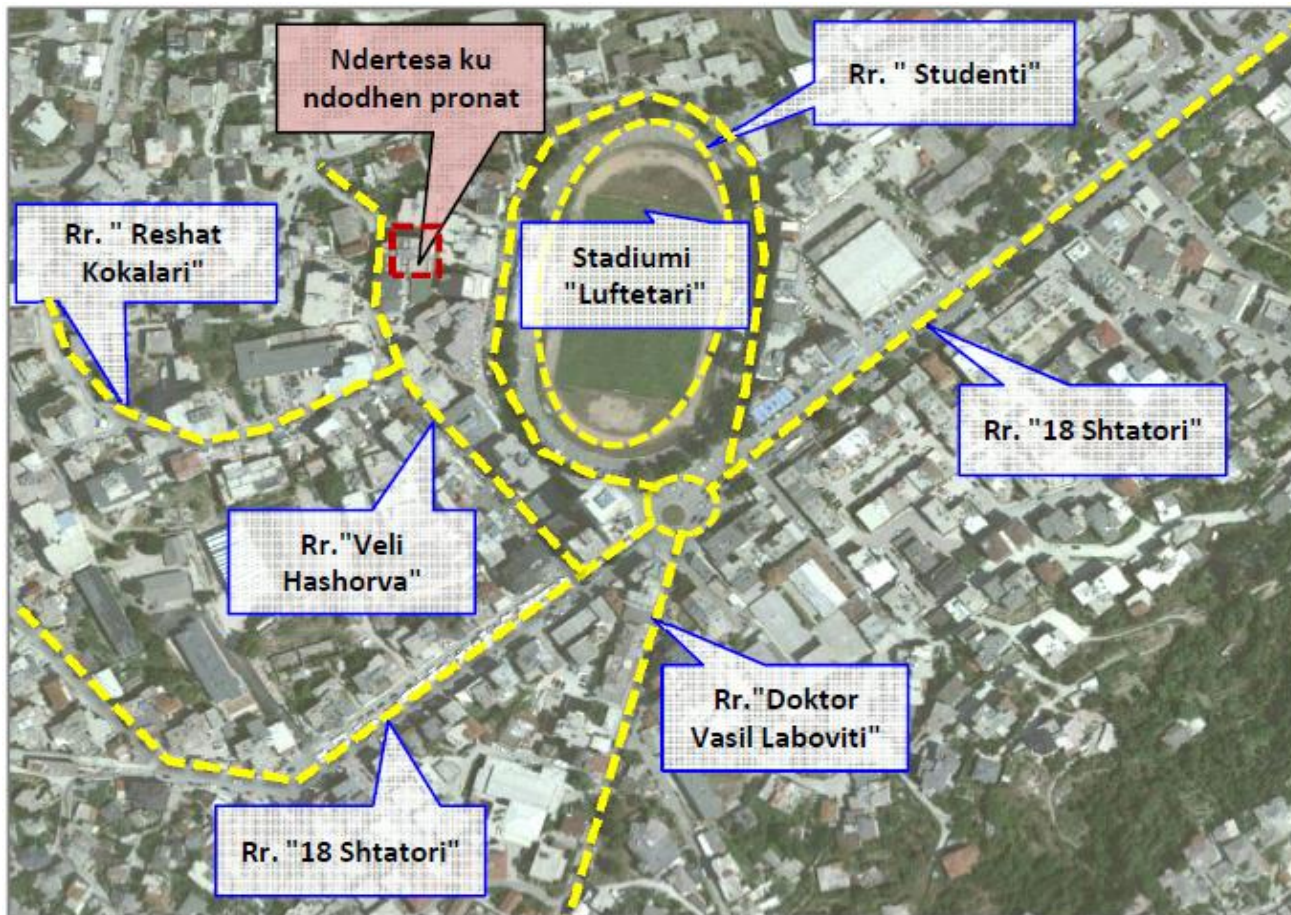 Ndertesa ku
ndodhen pronat
Rr. " Studenti"
Rr. " Reshat
Kokalari"
Stadiumi
"Luftetari"
Rr. "18 Shtatori"
Rr."Veli
Hashorva"
Rr."Doktor
Vasil Laboviti"
Rr. "18 Shtatori"